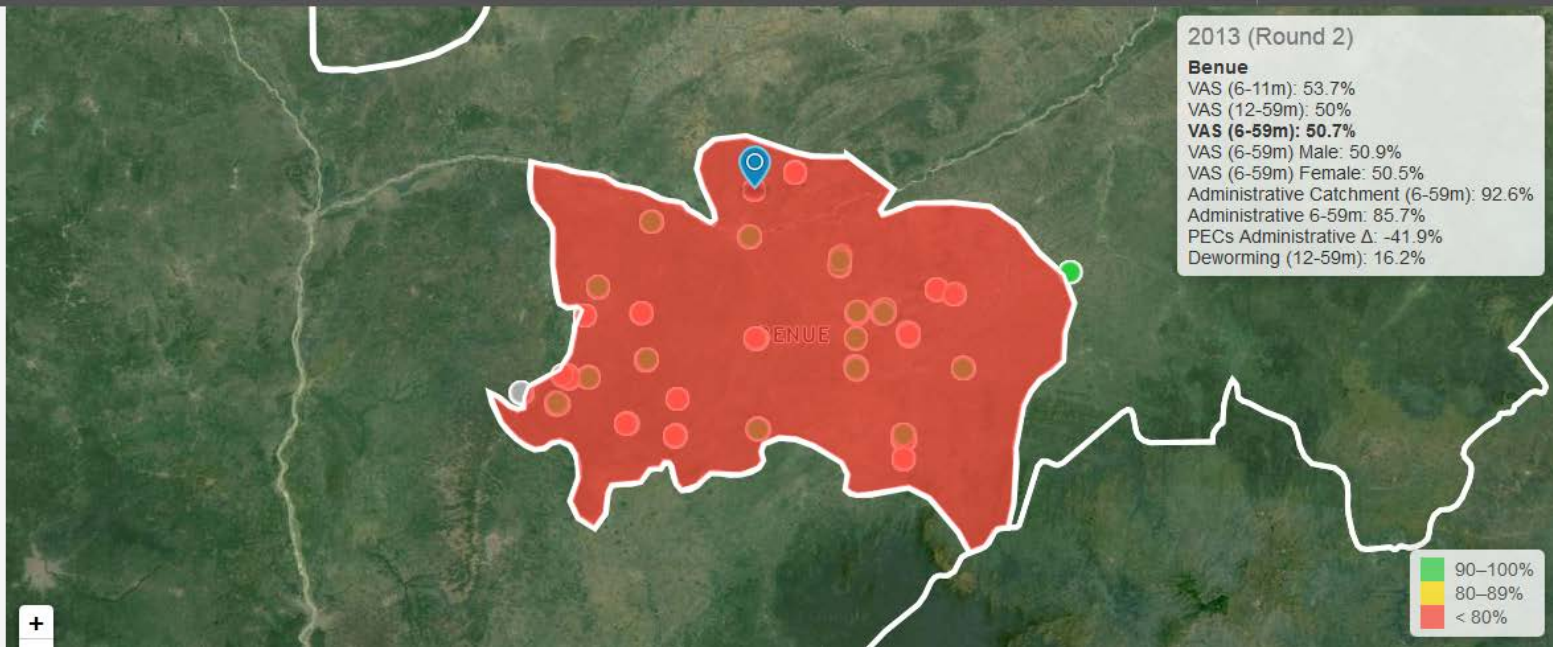 2013 (Round 2)
Benue
VAS (6-11m): 53.7%
VAS (12-59m): 50%
VAS (6-59m): 50.7%
VAS (6-59m) Male: 50.9%
VAS (6-59m) Female: 50.5%
Administrative Catchment (6-59m): 92.6%
Administrative 6-59m: 85.7%
PECs Administrative Δ: -41.9%
Deworming (12-59m): 16.2%
BENUE
90–100%
80–89%
< 80%
+